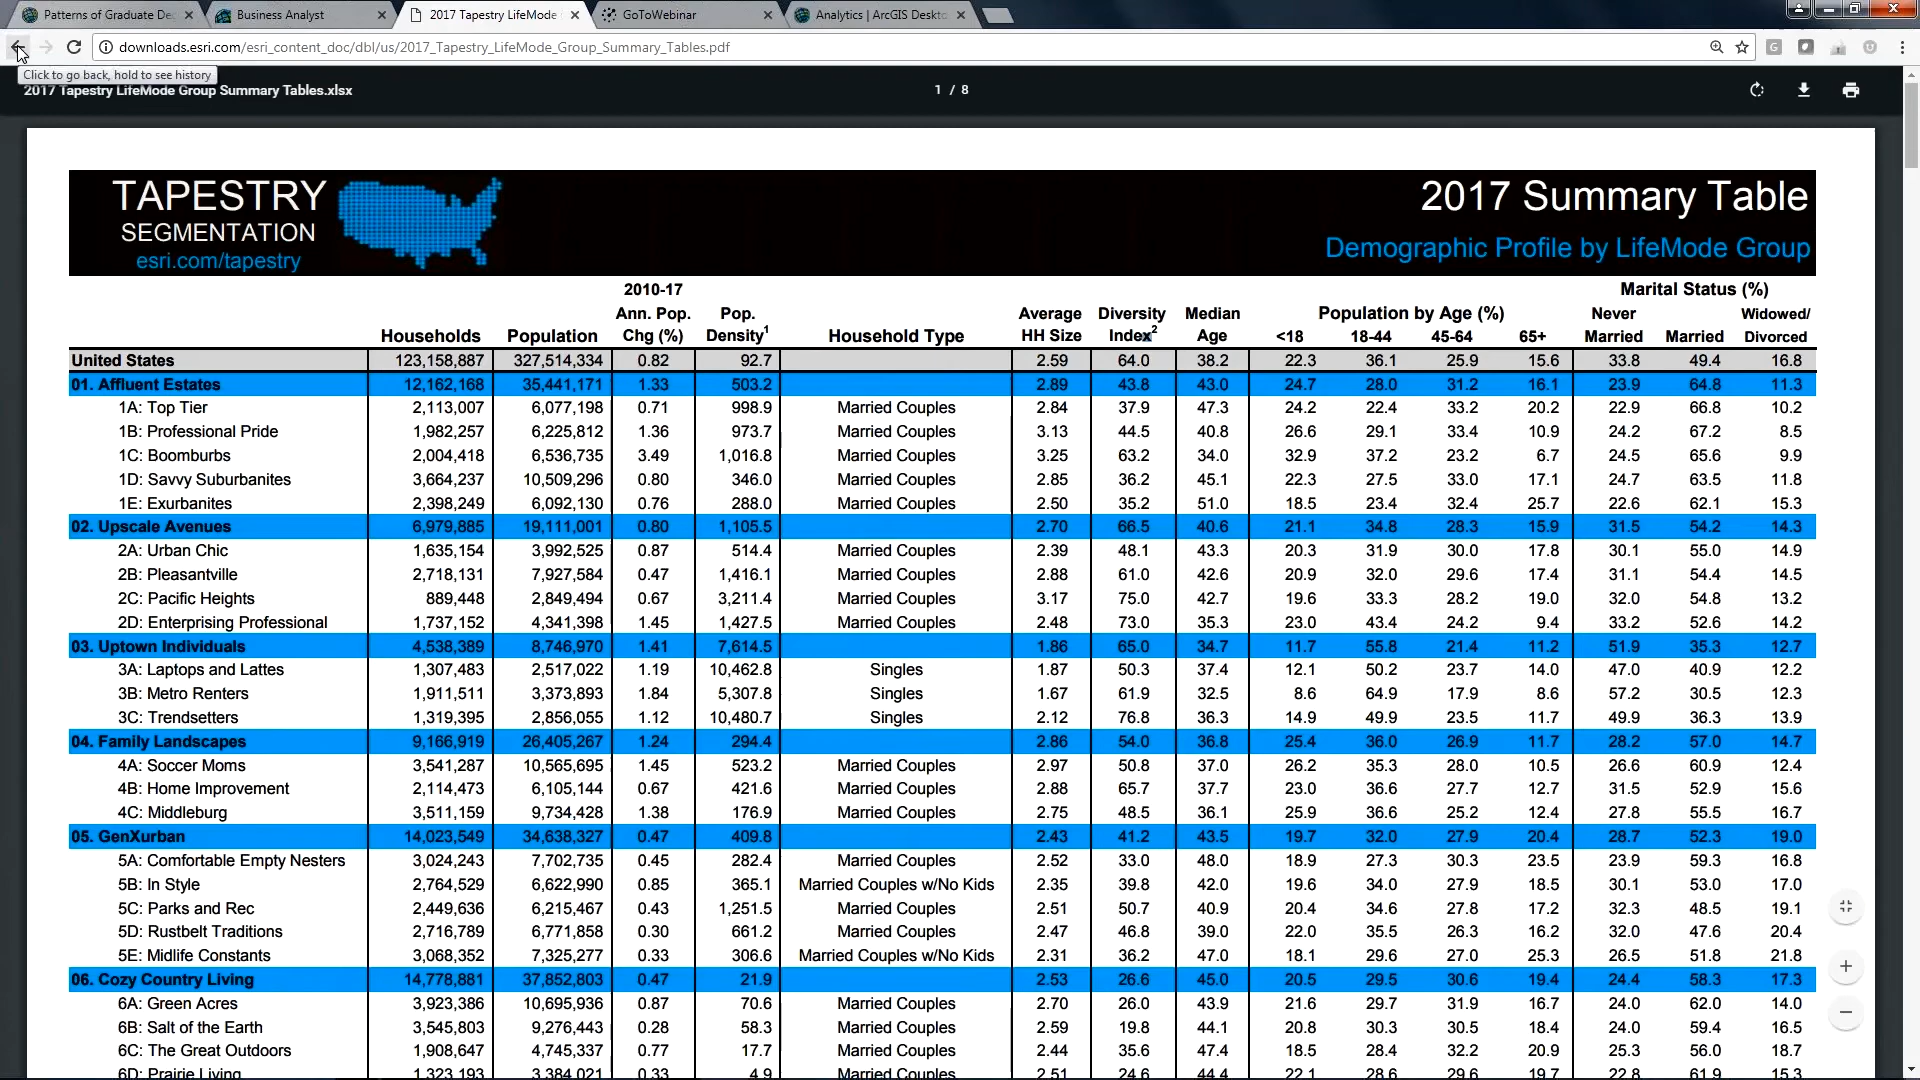 Patterns of Graduate De
Business Analyst
2017 Tapestry LifeMode
GoToWebinar
Analytics | ArcGIS Deskto
downloads.esri.com/esri_content_doc/dbl/us/2017_Tapestry_LifeMode_Group_Summary_Tables.pdf
Click to go back, hold to see history
2017 Tapestry LifeMode Group Summary Tables.xlsx
1 / 8
TAPESTRY
SEGMENTATION
esri.com/tapestry
2017 Summary Table
Demographic Profile by LifeMode Group
2010-17 Marital Status (%)
Ann. Pop. Pop. Average Diversity Median Population by Age (%) Never Widowed/
Households Population Chg (%) Density1 Household Type HH Size Index2 Age <18 18-44 45-64 65+ Married Married Divorced
United States 123,158,887 327,514,334 0.82 92.7 2.59 64.0 38.2 22.3 36.1 25.9 15.6 33.8 49.4 16.8
01. Affluent Estates 12,162,168 35,441,171 1.33 503.2 2.89 43.8 43.0 24.7 28.0 31.2 16.1 23.9 64.8 11.3
1A: Top Tier 2,113,007 6,077,198 0.71 998.9 Married Couples 2.84 37.9 47.3 24.2 22.4 33.2 20.2 22.9 66.8 10.2
1B: Professional Pride 1,982,257 6,225,812 1.36 973.7 Married Couples 3.13 44.5 40.8 26.6 29.1 33.4 10.9 24.2 67.2 8.5
1C: Boomburbs 2,004,418 6,536,735 3.49 1,016.8 Married Couples 3.25 63.2 34.0 32.9 37.2 23.2 6.7 24.5 65.6 9.9
1D: Savvy Suburbanites 3,664,237 10,509,296 0.80 346.0 Married Couples 2.85 36.2 45.1 22.3 27.5 33.0 17.1 24.7 63.5 11.8
1E: Exurbanites 2,398,249 6,092,130 0.76 288.0 Married Couples 2.50 35.2 51.0 18.5 23.4 32.4 25.7 22.6 62.1 15.3
02. Upscale Avenues 6,979,885 19,111,001 0.80 1,105.5 2.70 66.5 40.6 21.1 34.8 28.3 15.9 31.5 54.2 14.3
2A: Urban Chic 1,635,154 3,992,525 0.87 514.4 Married Couples 2.39 48.1 43.3 20.3 31.9 30.0 17.8 30.1 55.0 14.9
2B: Pleasantville 2,718,131 7,927,584 0.47 1,416.1 Married Couples 2.88 61.0 42.6 20.9 32.0 29.6 17.4 31.1 54.4 14.5
2C: Pacific Heights 889,448 2,849,494 0.67 3,211.4 Married Couples 3.17 75.0 42.7 19.6 33.3 28.2 19.0 32.0 54.8 13.2
2D: Enterprising Professional 1,737,152 4,341,398 1.45 1,427.5 Married Couples 2.48 73.0 35.3 23.0 43.4 24.2 9.4 33.2 52.6 14.2
03. Uptown Individuals 4,538,389 8,746,970 1.41 7,614.5 1.86 65.0 34.7 11.7 55.8 21.4 11.2 51.9 35.3 12.7
3A: Laptops and Lattes 1,307,483 2,517,022 1.19 10,462.8 Singles 1.87 50.3 37.4 12.1 50.2 23.7 14.0 47.0 40.9 12.2
3B: Metro Renters 1,911,511 3,373,893 1.84 5,307.8 Singles 1.67 61.9 32.5 8.6 64.9 17.9 8.6 57.2 30.5 12.3
3C: Trendsetters 1,319,395 2,856,055 1.12 10,480.7 Singles 2.12 76.8 36.3 14.9 49.9 23.5 11.7 49.9 36.3 13.9
04. Family Landscapes 9,166,919 26,405,267 1.24 294.4 2.86 54.0 36.8 25.4 36.0 26.9 11.7 28.2 57.0 14.7
4A: Soccer Moms 3,541,287 10,565,695 1.45 523.2 Married Couples 2.97 50.8 37.0 26.2 35.3 28.0 10.5 26.6 60.9 12.4
4B: Home Improvement 2,114,473 6,105,144 0.67 421.6 Married Couples 2.88 65.7 37.7 23.0 36.6 27.7 12.7 31.5 52.9 15.6
4C: Middleburg 3,511,159 9,734,428 1.38 176.9 Married Couples 2.75 48.5 36.1 25.9 36.6 25.2 12.4 27.8 55.5 16.7
05. GenXurban 14,023,549 34,638,327 0.47 409.8 2.43 41.2 43.5 19.7 32.0 27.9 20.4 28.7 52.3 19.0
5A: Comfortable Empty Nesters 3,024,243 7,702,735 0.45 282.4 Married Couples 2.52 33.0 48.0 18.9 27.3 30.3 23.5 23.9 59.3 16.8
5B: In Style 2,764,529 6,622,990 0.85 365.1 Married Couples w/No Kids 2.35 39.8 42.0 19.6 34.0 27.9 18.5 30.1 53.0 17.0
5C: Parks and Rec 2,449,636 6,215,467 0.43 1,251.5 Married Couples 2.51 50.7 40.9 20.4 34.6 27.8 17.2 32.3 48.5 19.1
5D: Rustbelt Traditions 2,716,789 6,771,858 0.30 661.2 Married Couples 2.47 46.8 39.0 22.0 35.5 26.3 16.2 32.0 47.6 20.4
5E: Midlife Constants 3,068,352 7,325,277 0.33 306.6 Married Couples w/No Kids 2.31 36.2 47.0 18.1 29.6 27.0 25.3 26.5 51.8 21.8
06. Cozy Country Living 14,778,881 37,852,803 0.47 21.9 2.53 26.6 45.0 20.5 29.5 30.6 19.4 24.4 58.3 17.3
6A: Green Acres 3,923,386 10,695,936 0.87 70.6 Married Couples 2.70 26.0 43.9 21.6 29.7 31.9 16.7 24.0 62.0 14.0
6B: Salt of the Earth 3,545,803 9,276,443 0.28 58.3 Married Couples 2.59 19.8 44.1 20.8 30.3 30.5 18.4 24.0 59.4 16.5
6C: The Great Outdoors 1,908,647 4,745,337 0.77 17.7 Married Couples 2.44 35.6 47.4 18.5 28.4 32.2 20.9 25.3 56.0 18.7
6D: Prairie Living 1,323,193 3,384,021 0.33 4.9 Married Couples 2.51 24.6 44.4 22.1 28.6 29.6 19.7 22.8 61.9 15.3